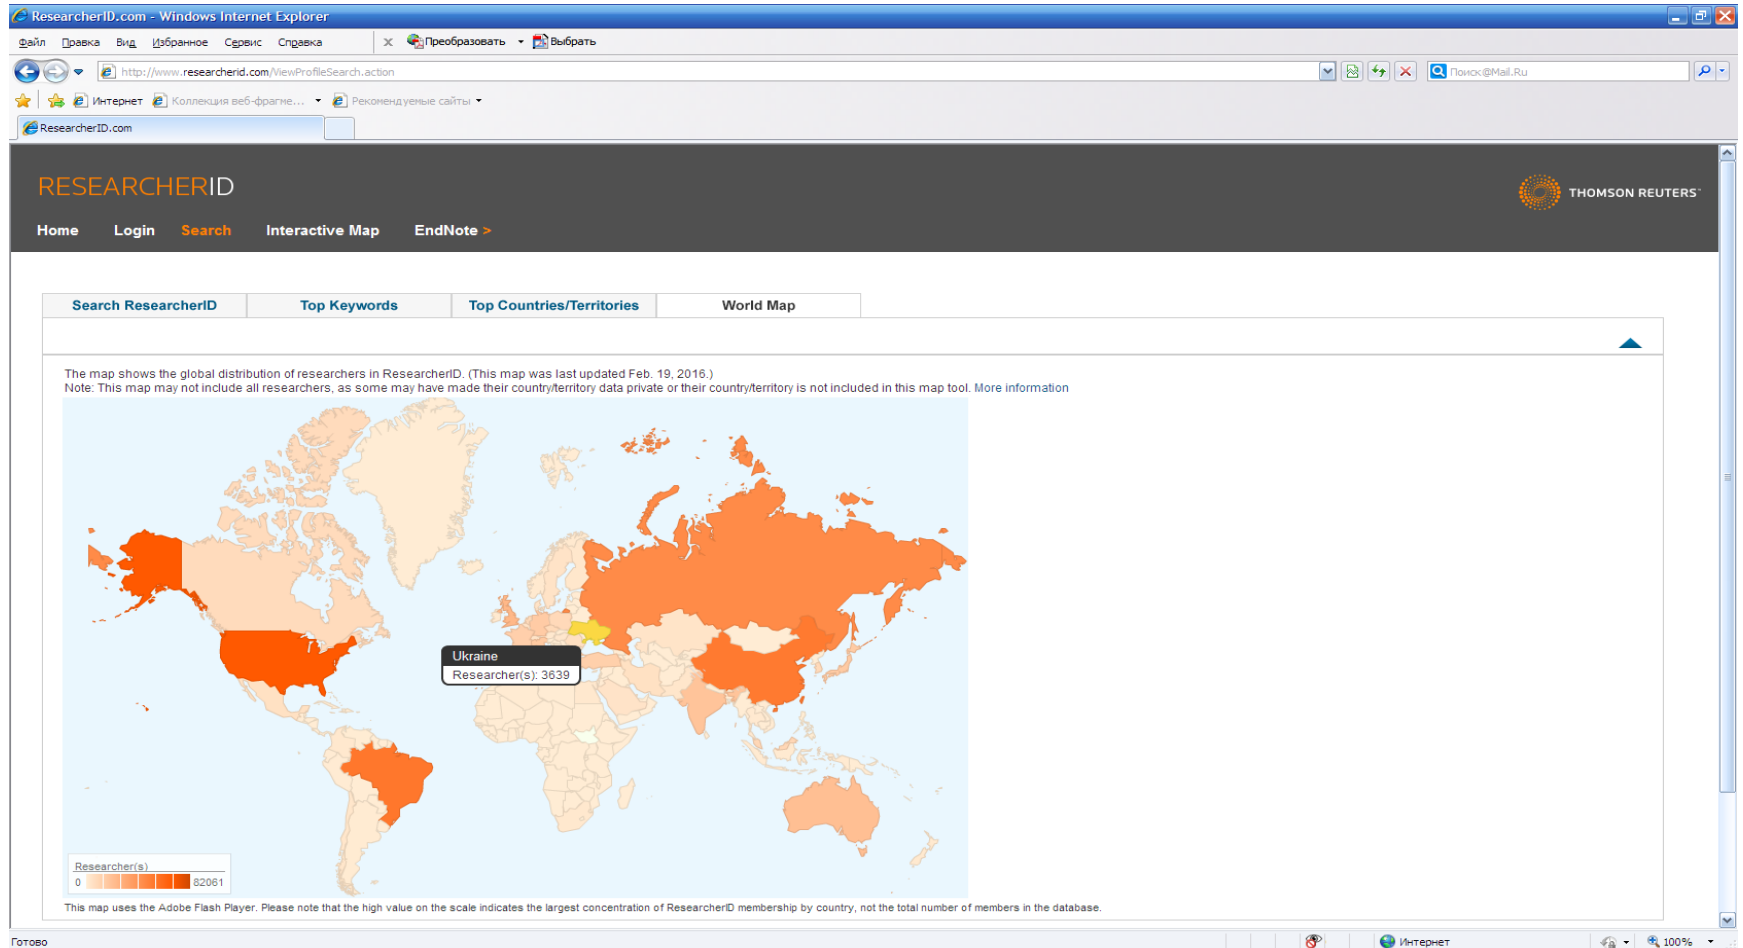 ResearcherID.com - Windows Internet Explorer
Файл Правка Вид Избранное Сервис Справка x Преобразовать Выбрать
http://www.researcherid.com/ViewProfileSearch.action Поиск@Mail.Ru
Интернет Коллекция веб-фрагме... Рекомендуемые сайты
ResearcherID.com
RESEARCHERID
THOMSON REUTERS™
Home Login Search Interactive Map EndNote >
Search ResearcherID Top Keywords Top Countries/Territories World Map
The map shows the global distribution of researchers in ResearcherID. (This map was last updated Feb. 19, 2016.)
Note: This map may not include all researchers, as some may have made their country/territory data private or their country/territory is not included in this map tool. More information
Ukraine
Researcher(s): 3639
Researcher(s)
0 82061
This map uses the Adobe Flash Player. Please note that the high value on the scale indicates the largest concentration of ResearcherID membership by country, not the total number of members in the database.
Готово Интернет 100%